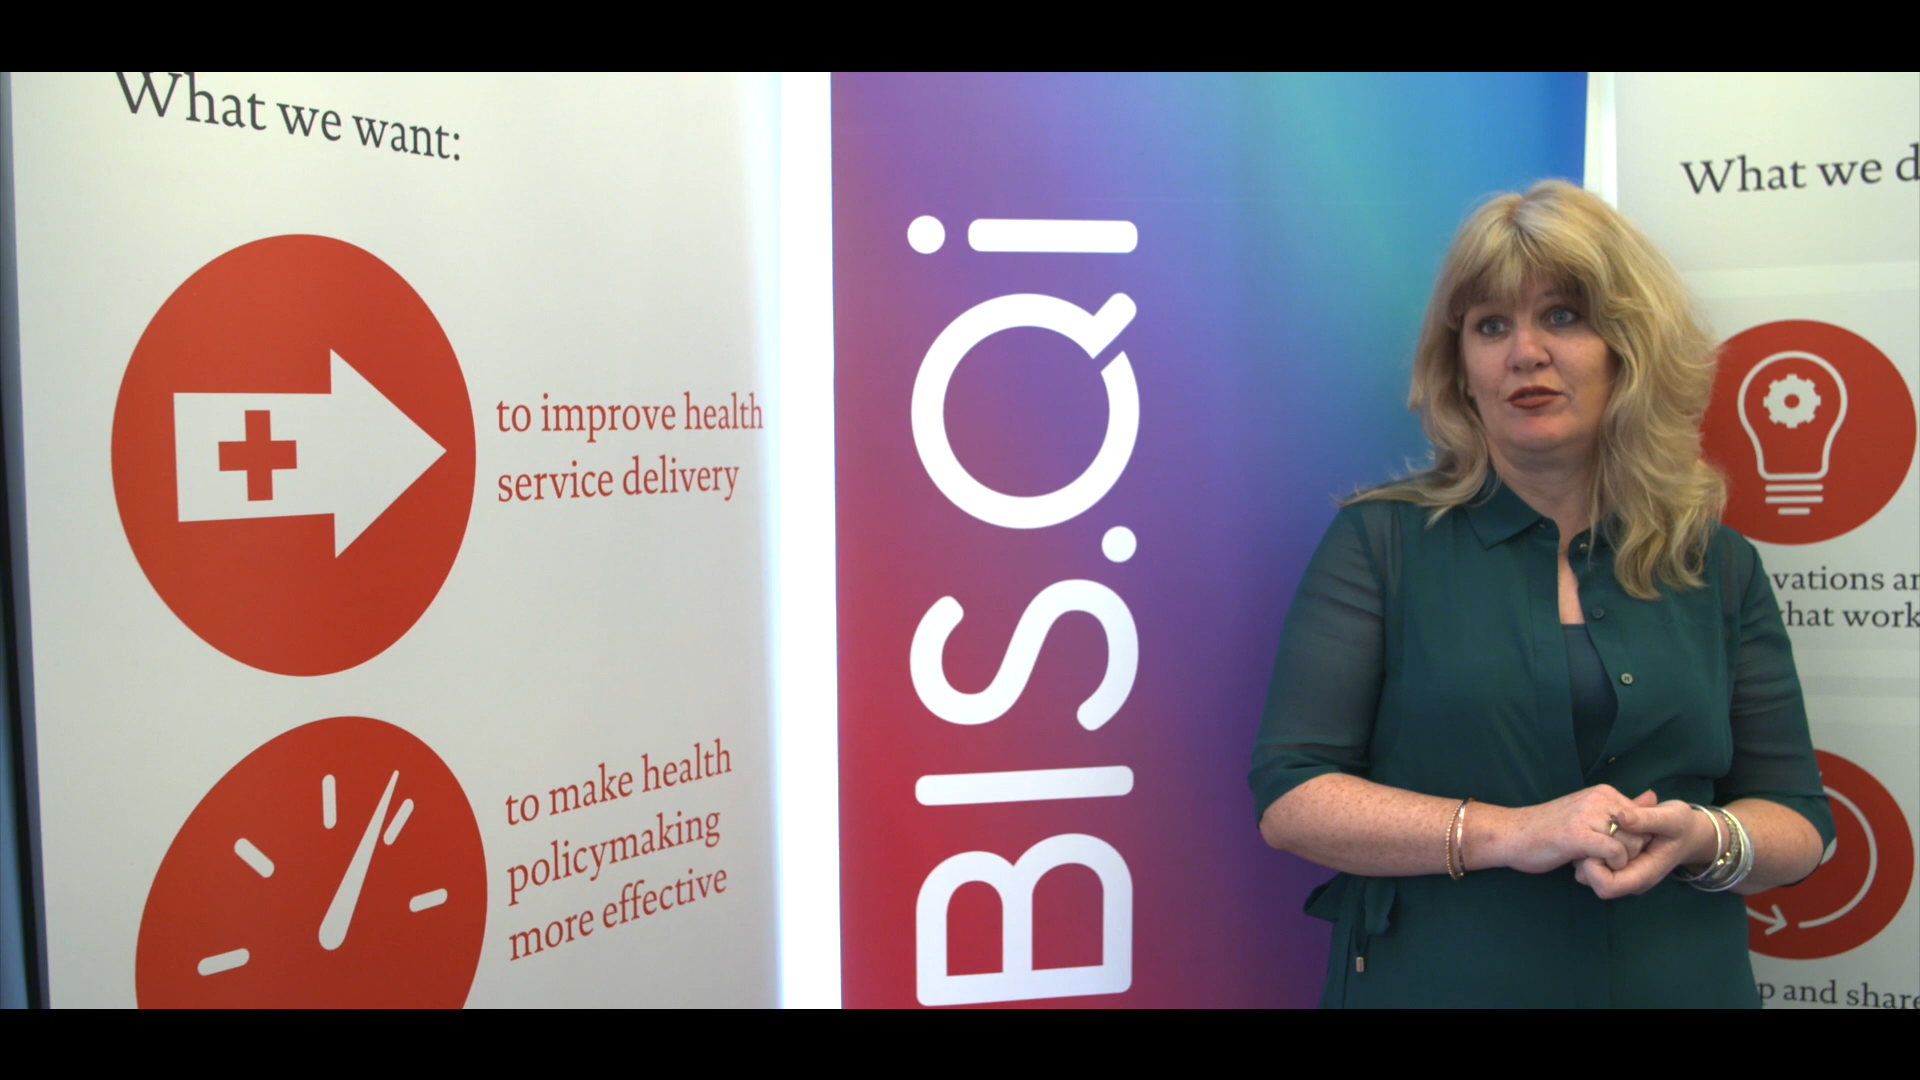 What we want:
to improve health
service delivery
to make health
policymaking
more effective
BIS.Qi
What we d
vations an
hat work
p and share